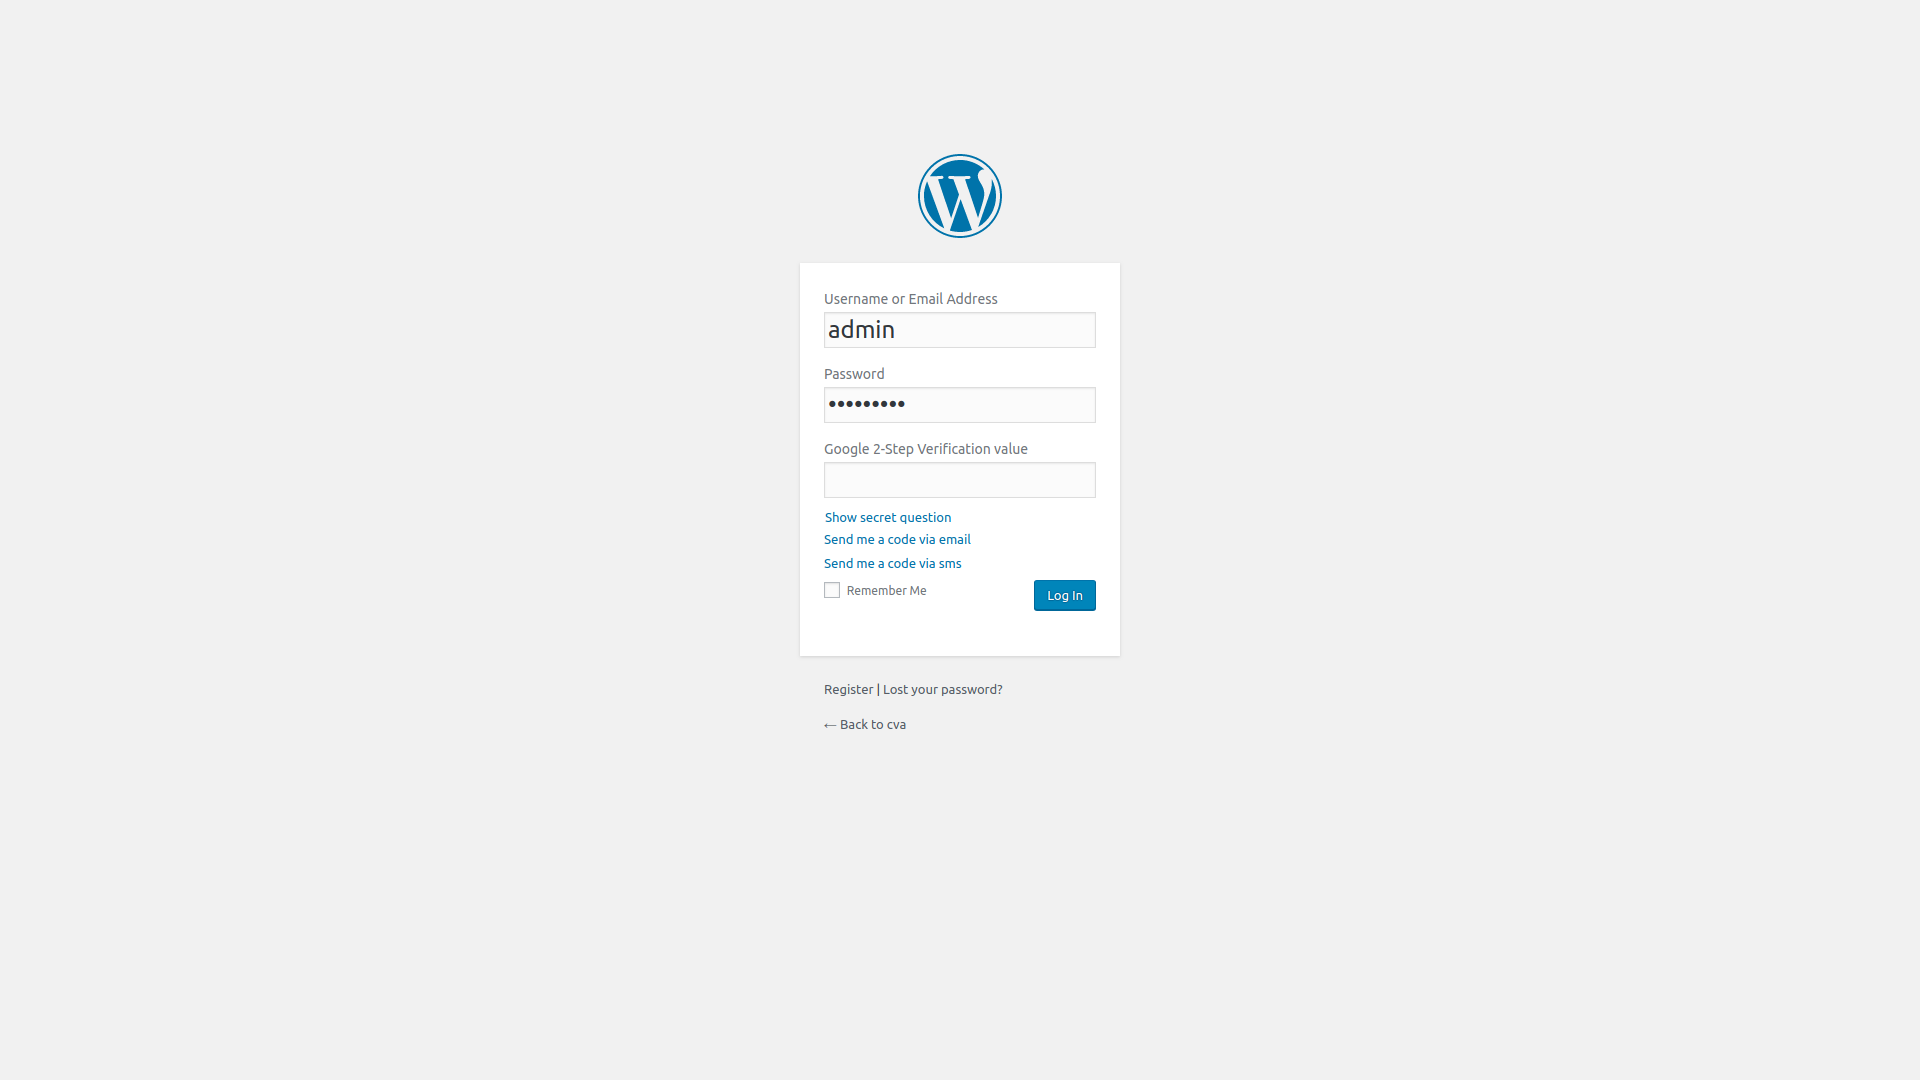 Username or Email Address
admin
Password
•••••••••
Google 2-Step Verification value
Show secret question
Send me a code via email
Send me a code via sms
Remember Me
Log In
Register | Lost your password?
← Back to cva